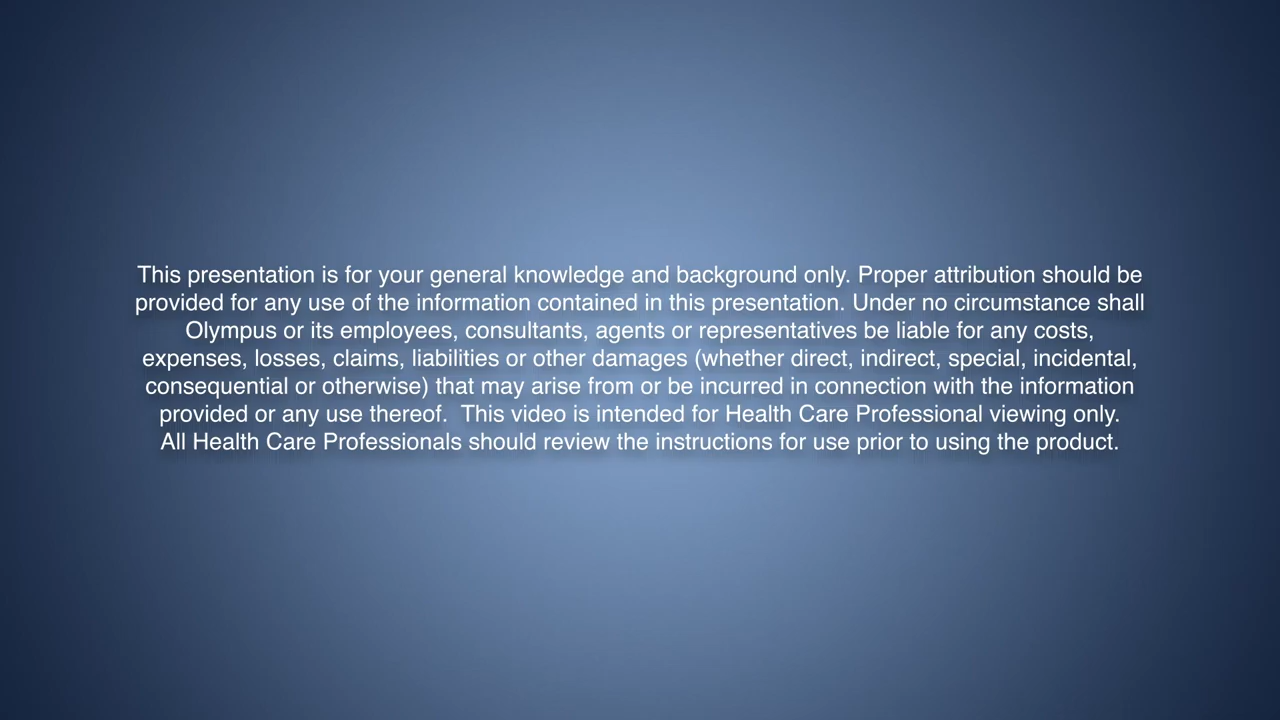 This presentation is for your general knowledge and background only. Proper attribution should be
provided for any use of the information contained in this presentation. Under no circumstance shall
Olympus or its employees, consultants, agents or representatives be liable for any costs,
expenses, losses, claims, liabilities or other damages (whether direct, indirect, special, incidental,
consequential or otherwise) that may arise from or be incurred in connection with the information
provided or any use thereof.  This video is intended for Health Care Professional viewing only.
All Health Care Professionals should review the instructions for use prior to using the product.